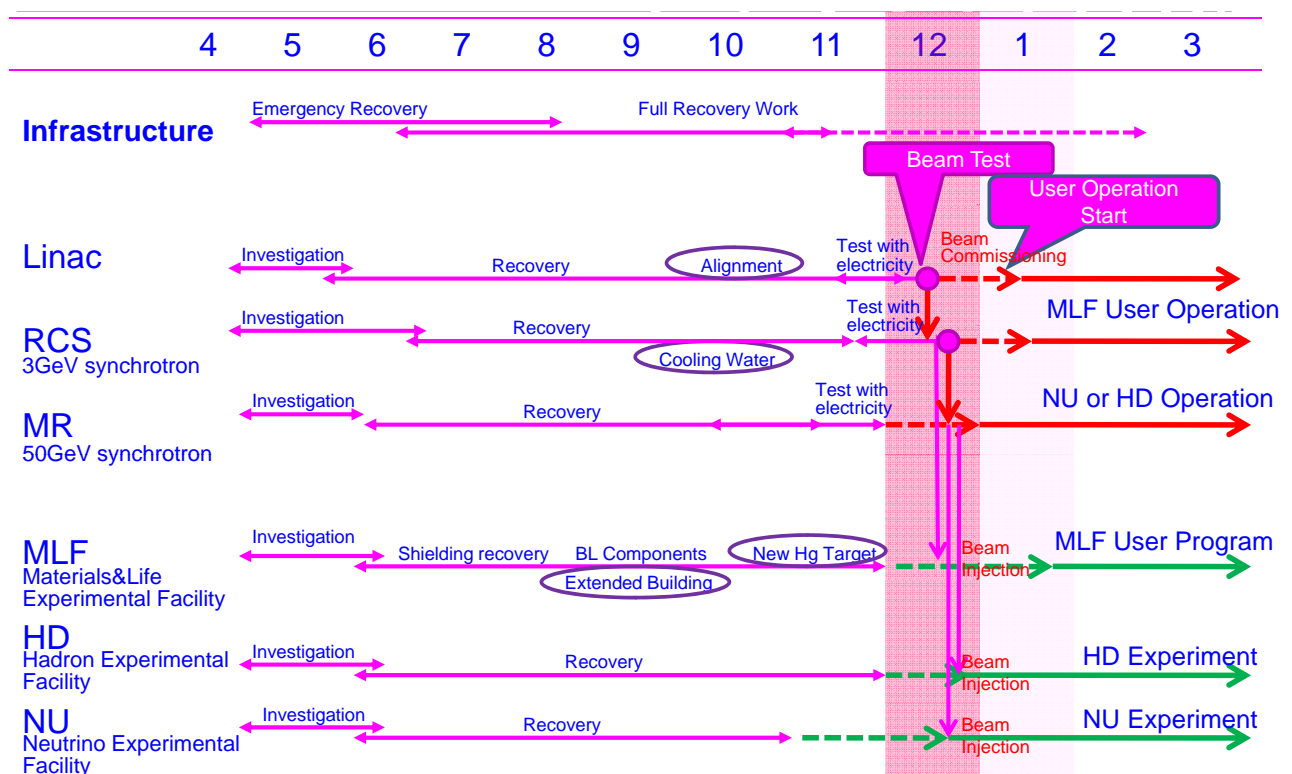 4 5 6 7 8 9 10 11 12 1 2 3
Emergency Recovery
Full Recovery Work
Infrastructure
Beam Test
User Operation
Start
Linac
Investigation
Recovery
Alignment
Test with
electricity
Beam
Commissioning
MLF User Operation
RCS
3GeV synchrotron
Investigation
Recovery
Cooling Water
Test with
electricity
MR
50GeV synchrotron
Investigation
Recovery
Test with
electricity
NU or HD Operation
MLF
Materials&Life
Experimental Facility
Investigation
Shielding recovery
BL Components
New Hg Target
Extended Building
Beam
Injection
MLF User Program
HD
Hadron Experimental
Facility
Investigation
Recovery
Beam
Injection
HD Experiment
NU
Neutrino Experimental
Facility
Investigation
Recovery
Beam
Injection
NU Experiment